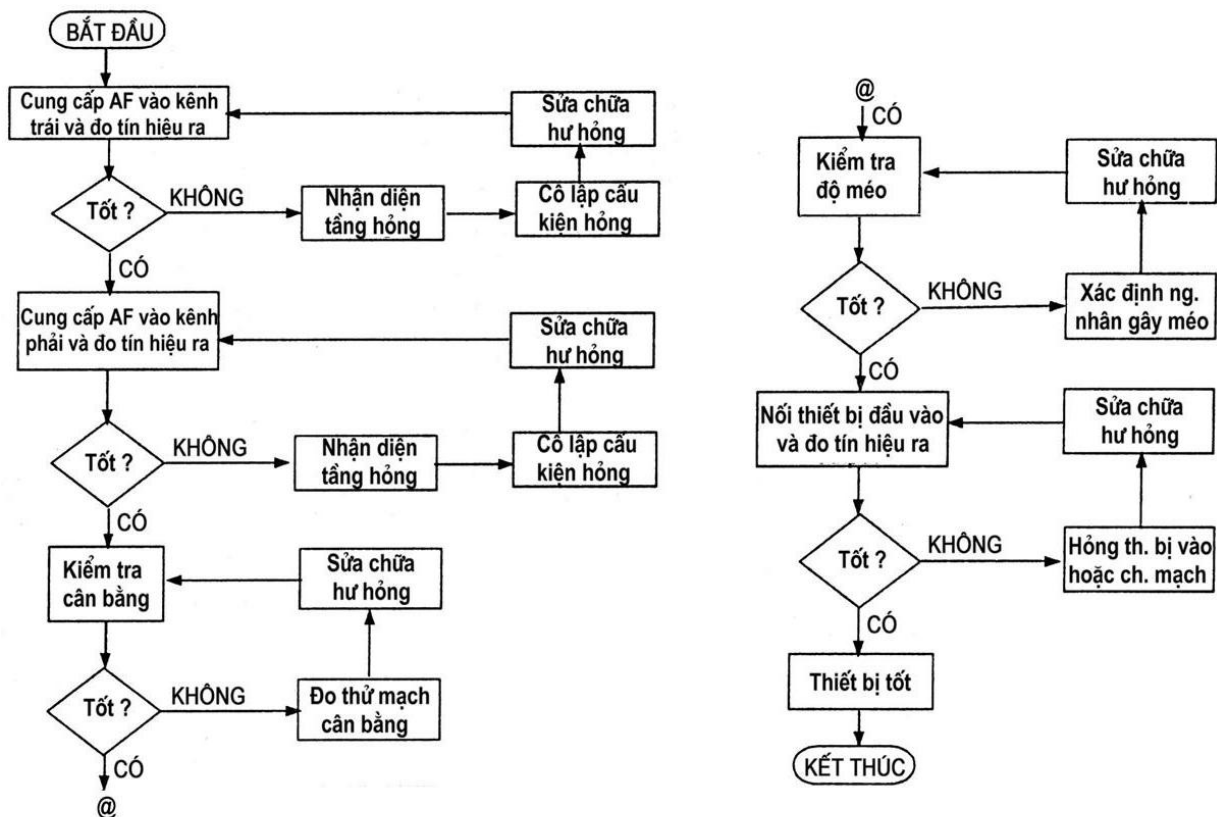 BẮT ĐẦU
Cung cấp AF vào kênh
trái và đo tín hiệu ra
Sửa chữa
hư hỏng
Tốt ?
KHÔNG
Nhận diện
tầng hỏng
Cô lập cấu
kiện hỏng
CÓ
Cung cấp AF vào kênh
phải và đo tín hiệu ra
Sửa chữa
hư hỏng
Tốt ?
KHÔNG
Nhận diện
tầng hỏng
Cô lập cấu
kiện hỏng
CÓ
Kiểm tra
cân bằng
Sửa chữa
hư hỏng
Tốt ?
KHÔNG
Đo thử mạch
cân bằng
CÓ
@
@
CÓ
Kiểm tra
độ méo
Sửa chữa
hư hỏng
Tốt ?
KHÔNG
Xác định ng.
nhân gây méo
CÓ
Nối thiết bị đầu vào
và đo tín hiệu ra
Sửa chữa
hư hỏng
Tốt ?
KHÔNG
Hỏng th. bị vào
hoặc ch. mạch
CÓ
Thiết bị tốt
KẾT THÚC